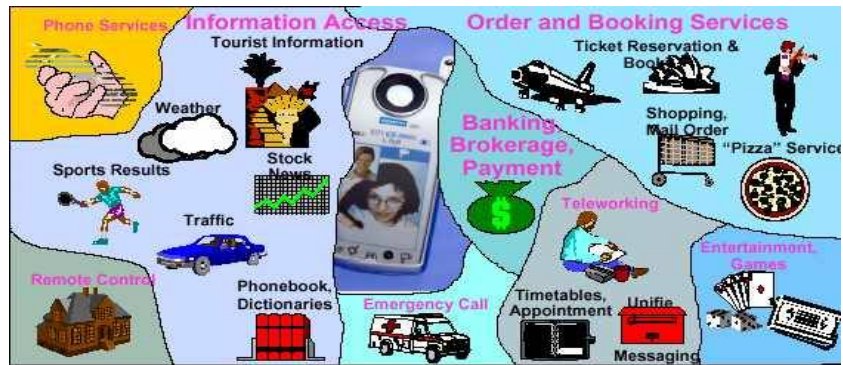 Phone Services
Information Access
Order and Booking Services
Tourist Information
Ticket Reservation &
Weather
Shopping,
Mail Order
Banking,
Brokerage,
Payment
"Pizza" Service
Stock
News
Sports Results
Teleworking
Traffic
Entertainment,
Games
Remote Control
Phonebook,
Dictionaries
Emergency Call
Timetables,
Appointment
Unifie
Messaging